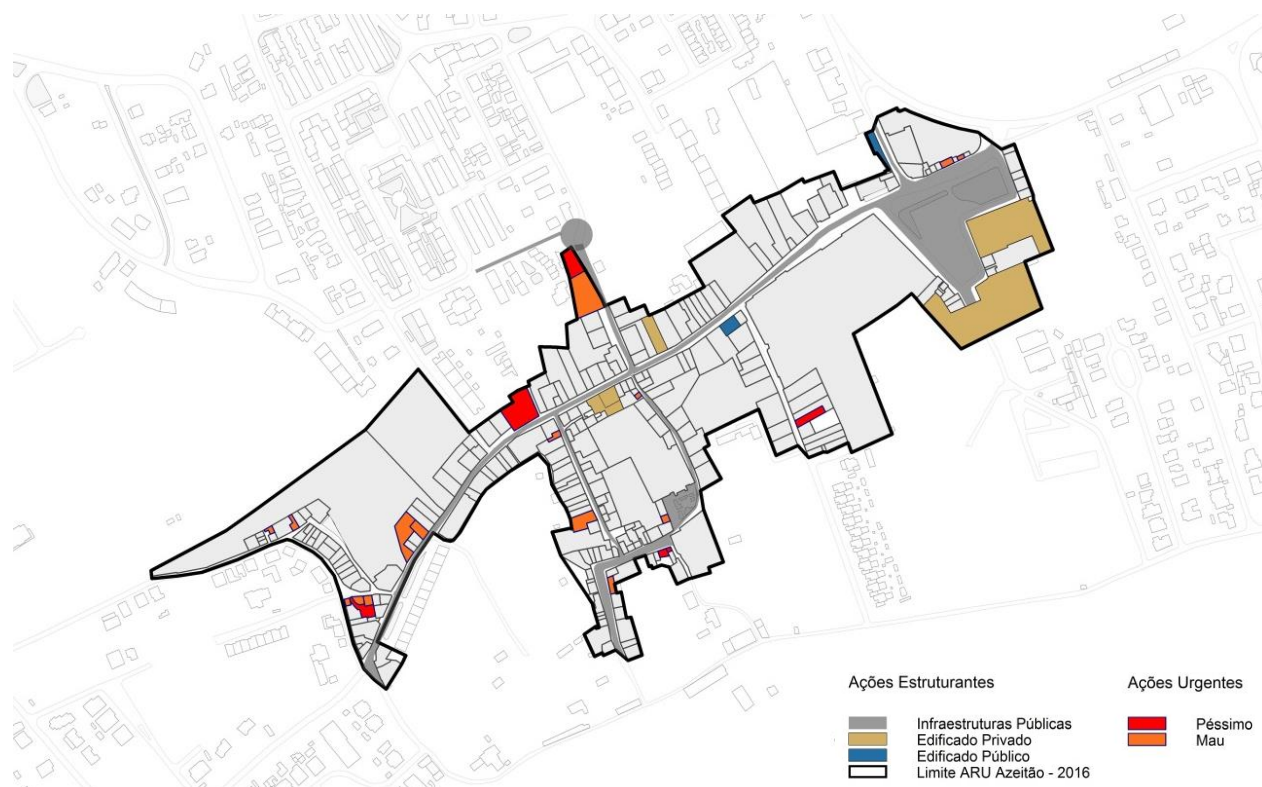 Ações Estruturantes
Infraestruturas Públicas
Edificado Privado
Edificado Público
Limite ARU Azeitão - 2016
Ações Urgentes
Péssimo
Mau